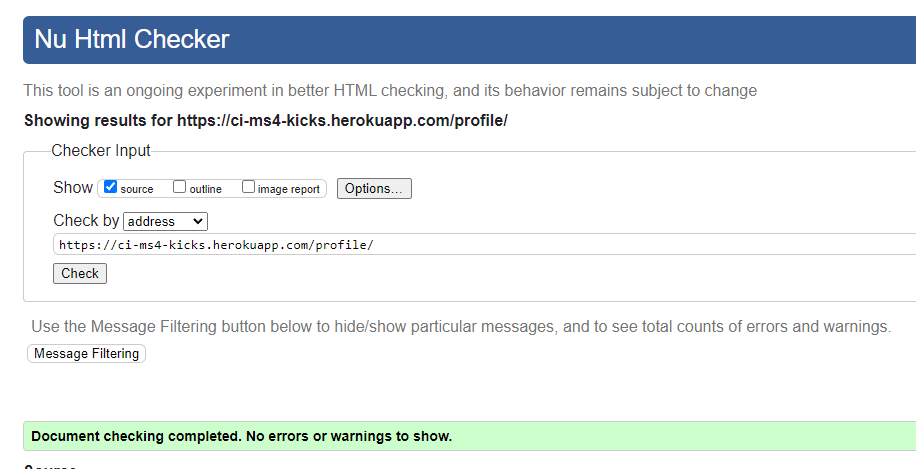 Nu Html Checker
This tool is an ongoing experiment in better HTML checking, and its behavior remains subject to change
Showing results for https://ci-ms4-kicks.herokuapp.com/profile/
Checker Input
Show source outline image report Options...
Check by address
https://ci-ms4-kicks.herokuapp.com/profile/
Check
Use the Message Filtering button below to hide/show particular messages, and to see total counts of errors and warnings.
Message Filtering
Document checking completed. No errors or warnings to show.